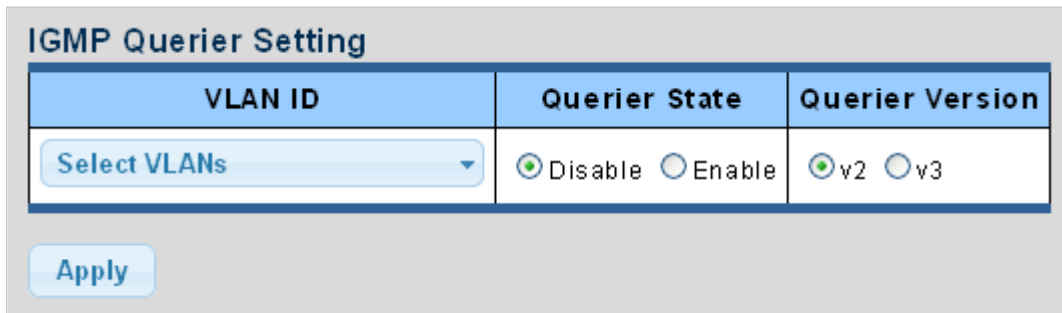 IGMP Querier Setting
VLAN ID Querier State Querier Version
Select VLANs Disable Enable v2 v3
Apply